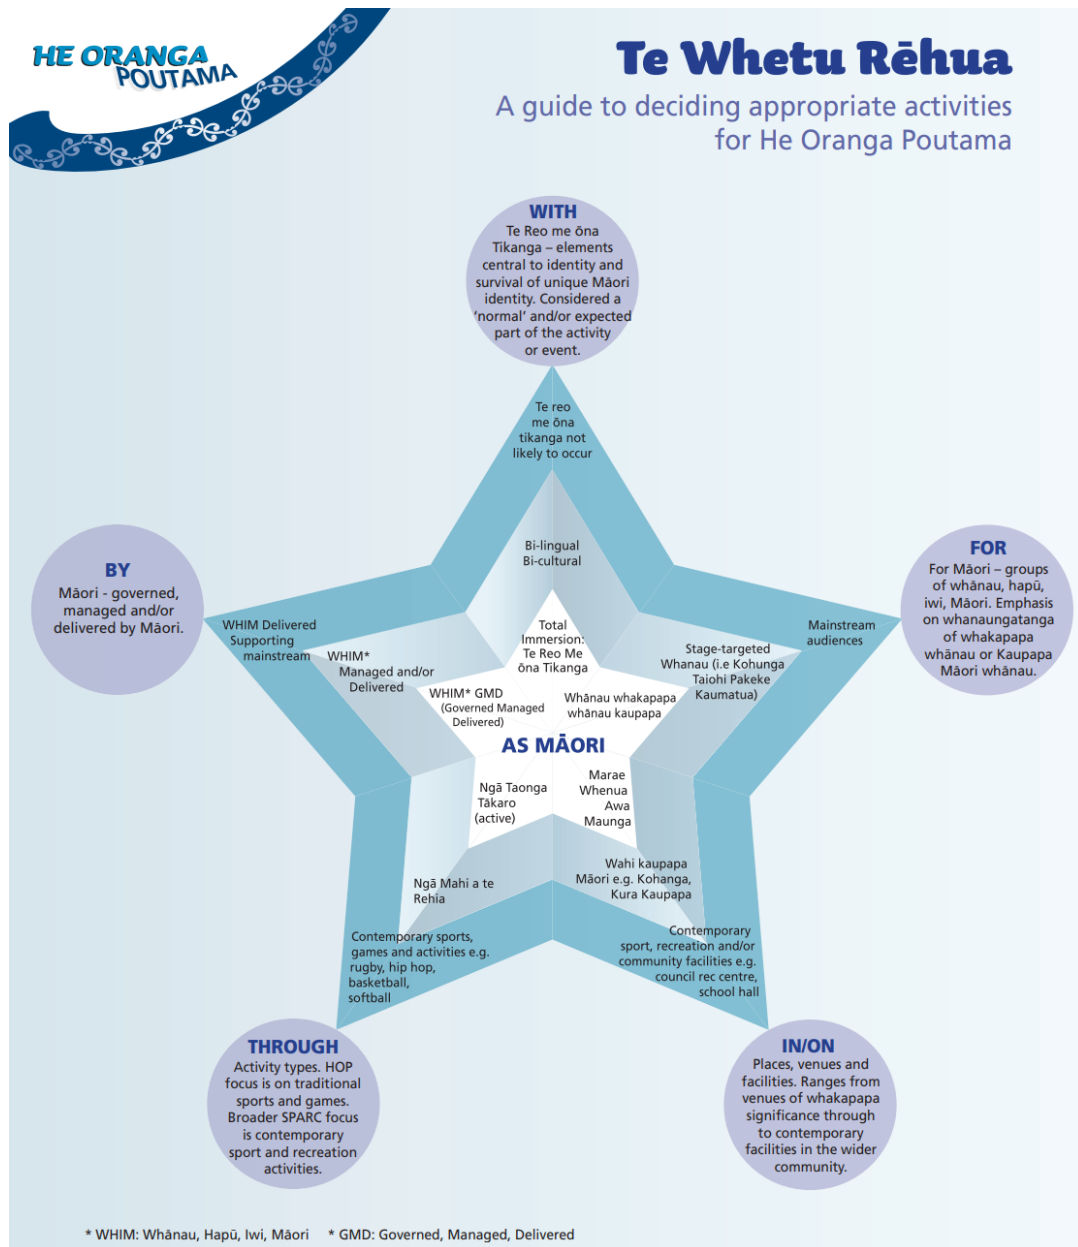 HE ORANGA
POUTAMA
Te Whetu Rēhua
A guide to deciding appropriate activities
for He Oranga Poutama
WITH
Te Reo me ōna
Tikanga – elements
central to identity and
survival of unique Māori
identity. Considered a
‘normal’ and/or expected
part of the activity
or event.
Te reo
me ōna
tikanga not
likely to occur
Bi-lingual
Bi-cultural
Total
Immersion:
Te Reo Me
ōna Tikanga
BY
Māori - governed,
managed and/or
delivered by Māori.
WHIM Delivered
Supporting
mainstream
WHIM*
Managed and/or
Delivered
WHIM* GMD
(Governed Managed
Delivered)
FOR
For Māori – groups
of whānau, hapū,
iwi, Māori. Emphasis
on whanaungatanga
of whakapapa
whānau or Kaupapa
Māori whānau.
Mainstream
audiences
Stage-targeted
Whanau (i.e Kohunga
Taiohi Pakeke
Kaumatua)
Whānau whakapapa
whānau kaupapa
AS MĀORI
Ngā Taonga
Tākaro
(active)
Ngā Mahi a te
Rehia
Contemporary sports,
games and activities e.g.
rugby, hip hop,
basketball,
softball
THROUGH
Activity types. HOP
focus is on traditional
sports and games.
Broader SPARC focus
is contemporary
sport and recreation
activities.
Marae
Whenua
Awa
Maunga
Wahi kaupapa
Māori e.g. Kohanga,
Kura Kaupapa
Contemporary
sport, recreation and/or
community facilities e.g.
council rec centre,
school hall
IN/ON
Places, venues and
facilities. Ranges from
venues of whakapapa
significance through
to contemporary
facilities in the wider
community.
* WHIM: Whānau, Hapū, Iwi, Māori * GMD: Governed, Managed, Delivered